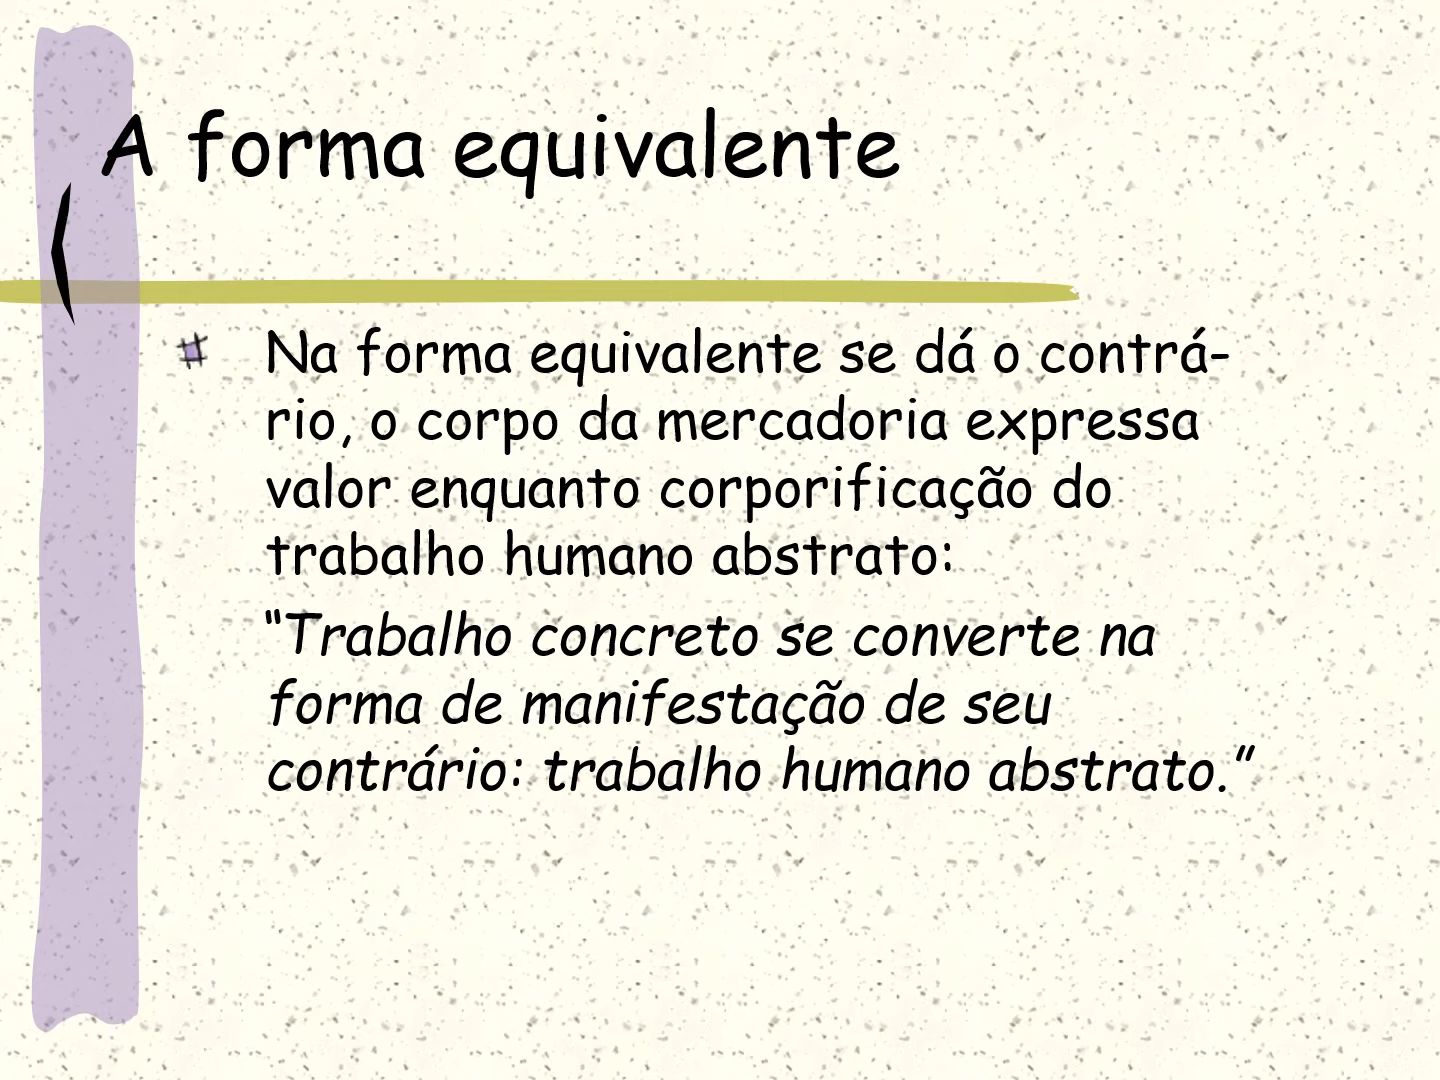 A forma equivalente
Na forma equivalente se dá o contrá-
rio, o corpo da mercadoria expressa
valor enquanto corporificação do
trabalho humano abstrato:
“Trabalho concreto se converte na
forma de manifestação de seu
contrário: trabalho humano abstrato.”